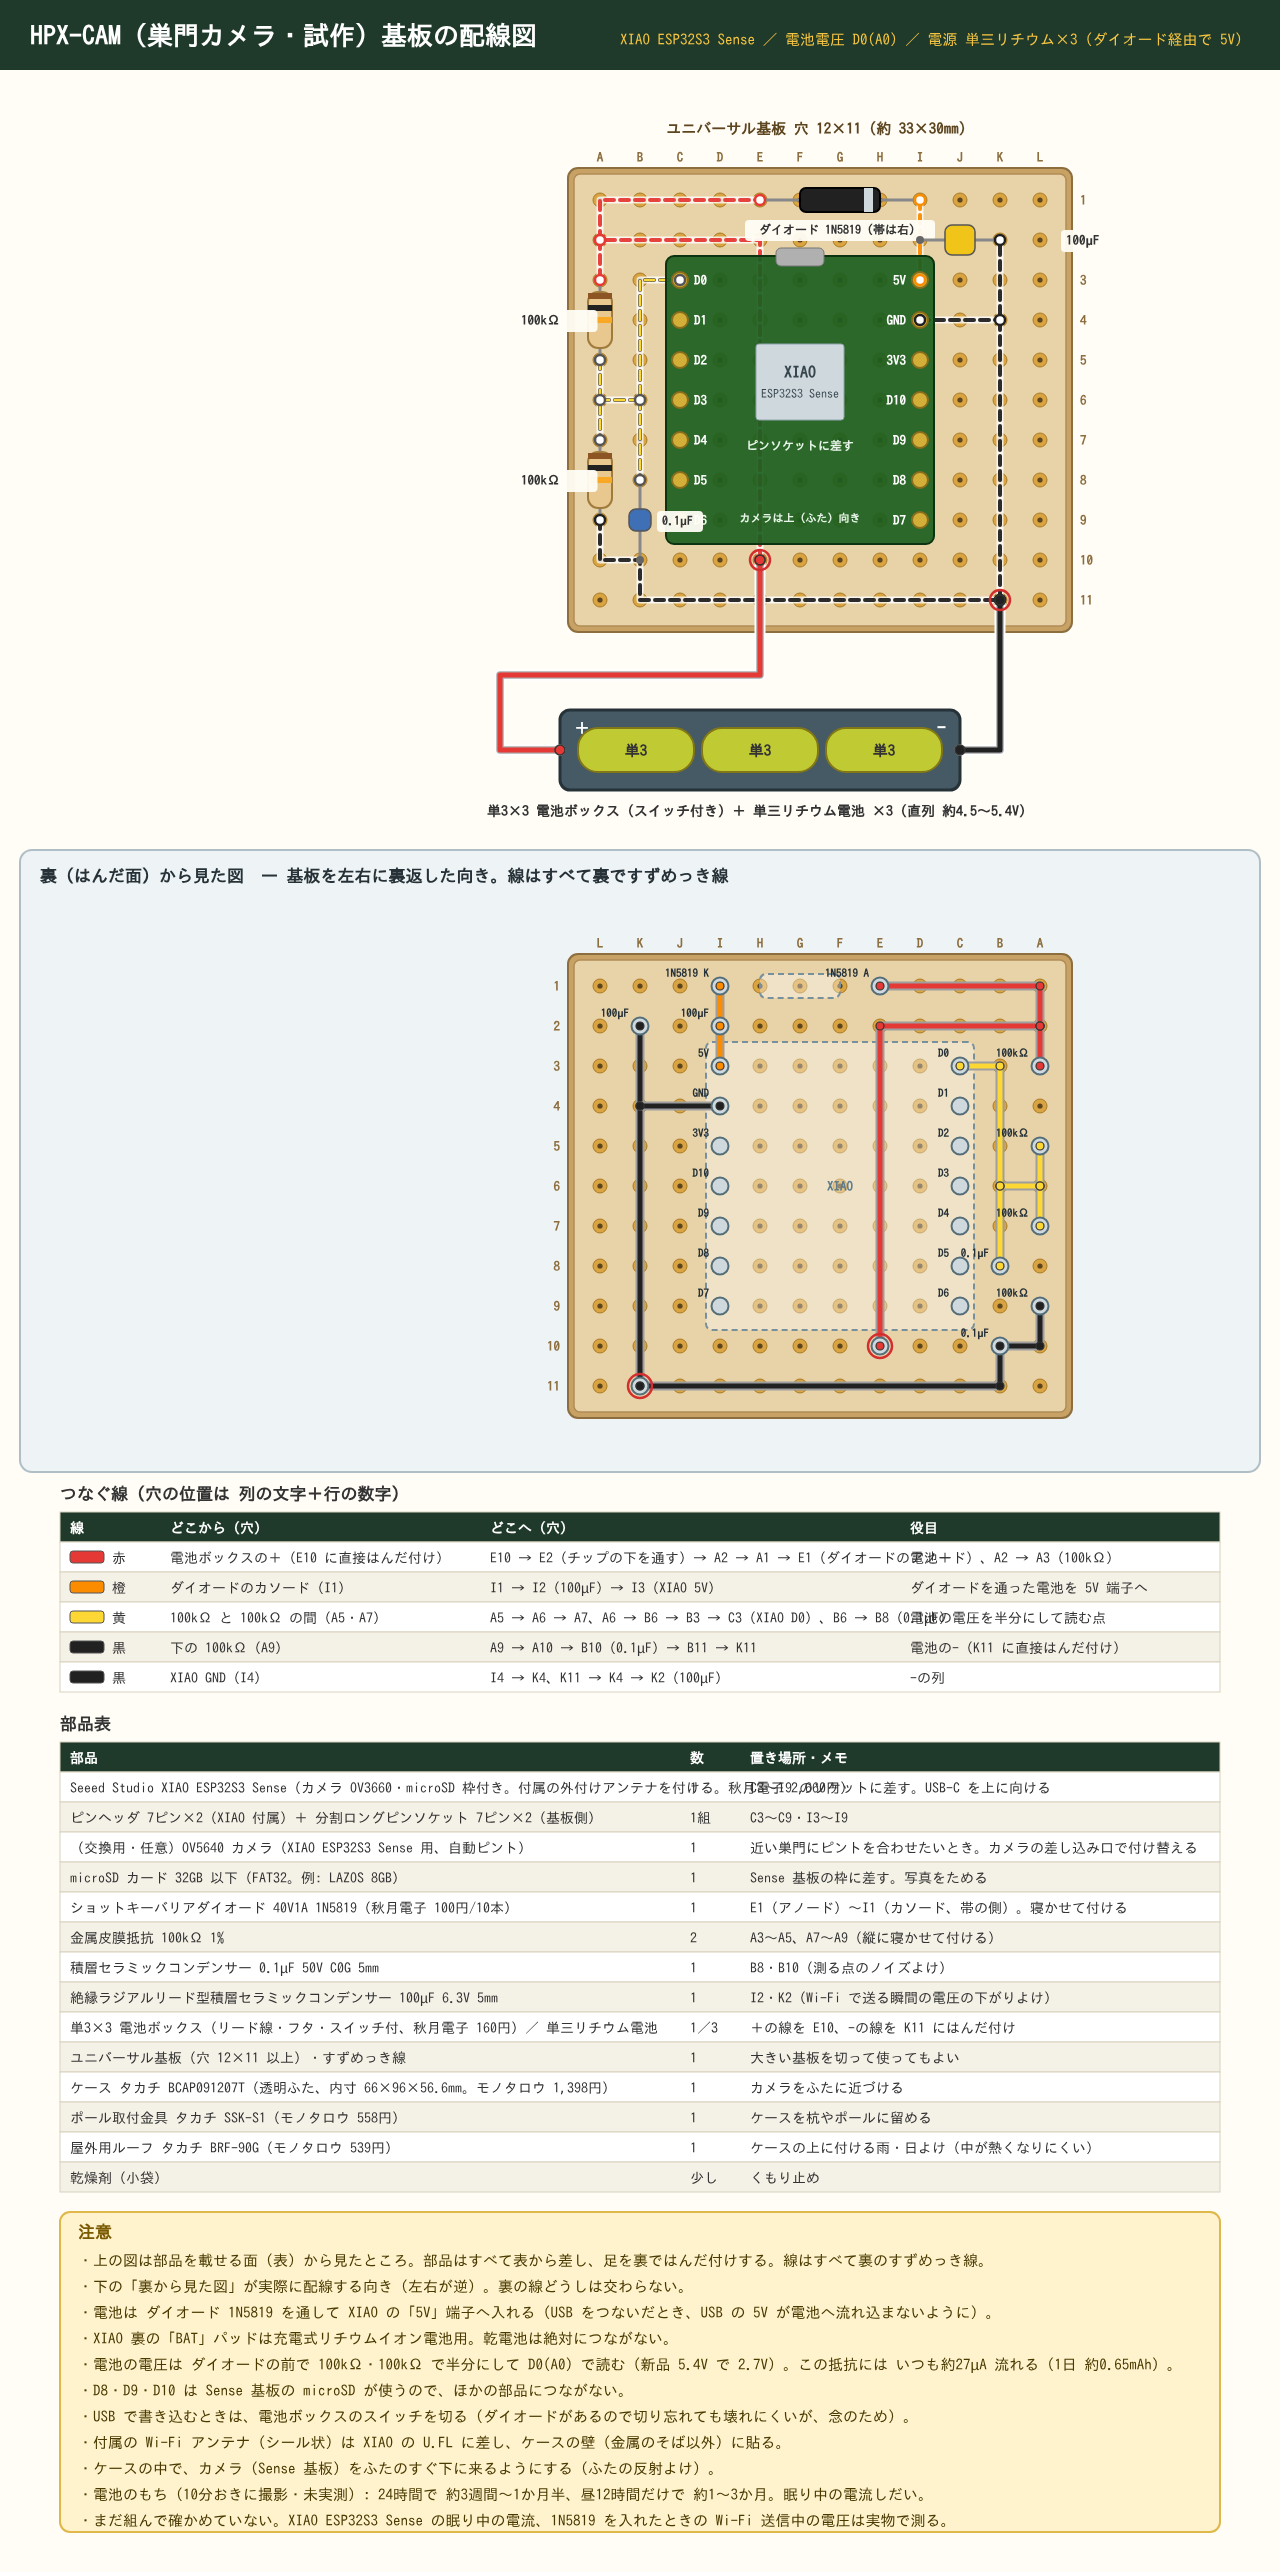 HPX-CAM（巣門カメラ・試作）基板の配線図
XIAO ESP32S3 Sense ／ 電池電圧 D0(A0) ／ 電源 単三リチウム×3（ダイオード経由で 5V）
ユニバーサル基板 穴 12×11（約 33×30mm）
A B C D E F G H I J K L
1
ダイオード 1N5819（帯は右）
100μF
D0 5V 3
100kΩ D1 GND 4
D2 3V3 5
XIAO
ESP32S3 Sense
D3 D10 6
D4 D9 7
ピンソケットに差す
100kΩ D5 D8 8
0.1μF 6 カメラは上（ふた）向き D7 9
10
11
＋ −
単3 単3 単3
単3×3 電池ボックス（スイッチ付き）＋ 単三リチウム電池 ×3（直列 約4.5〜5.4V）
裏（はんだ面）から見た図 — 基板を左右に裏返した向き。線はすべて裏ですずめっき線
L K J I H G F E D C B A
1 1N5819 K 1N5819 A
2 100μF 100μF
3 5V D0 100kΩ
4 GND D1
5 3V3 D2 100kΩ
6 D10 XIAO D3
7 D9 D4 100kΩ
8 D8 D5 0.1μF
9 D7 D6 100kΩ
10 0.1μF
11
つなぐ線（穴の位置は 列の文字＋行の数字）
線 どこから（穴） どこへ（穴） 役目
赤 電池ボックスの＋（E10 に直接はんだ付け） E10 → E2（チップの下を通す）→ A2 → A1 → E1（ダイオードのアノード）、A2 → A3（100kΩ）
橙 ダイオードのカソード（I1） I1 → I2（100μF）→ I3（XIAO 5V） ダイオードを通った電池を 5V 端子へ
黄 100kΩ と 100kΩ の間（A5・A7） A5 → A6 → A7、A6 → B6 → B3 → C3（XIAO D0）、B6 → B8（0.1μF） 電池の電圧を半分にして読む点
黒 下の 100kΩ（A9） A9 → A10 → B10（0.1μF）→ B11 → K11 電池の−（K11 に直接はんだ付け）
黒 XIAO GND（I4） I4 → K4、K11 → K4 → K2（100μF） −の列
部品表
部品 数 置き場所・メモ
Seeed Studio XIAO ESP32S3 Sense（カメラ OV3660・microSD 枠付き。付属の外付けアンテナを付ける。秋月電子 2,660円） のソケットに差す。USB-C を上に向ける
ピンヘッダ 7ピン×2（XIAO 付属）＋ 分割ロングピンソケット 7ピン×2（基板側） 1組 C3〜C9・I3〜I9
（交換用・任意）OV5640 カメラ（XIAO ESP32S3 Sense 用、自動ピント） 1 近い巣門にピントを合わせたいとき。カメラの差し込み口で付け替える
microSD カード 32GB 以下（FAT32。例: LAZOS 8GB） 1 Sense 基板の枠に差す。写真をためる
ショットキーバリアダイオード 40V1A 1N5819（秋月電子 100円/10本） 1 E1（アノード）〜I1（カソード、帯の側）。寝かせて付ける
金属皮膜抵抗 100kΩ 1% 2 A3〜A5、A7〜A9（縦に寝かせて付ける）
積層セラミックコンデンサー 0.1μF 50V C0G 5mm 1 B8・B10（測る点のノイズよけ）
絶縁ラジアルリード型積層セラミックコンデンサー 100μF 6.3V 5mm 1 I2・K2（Wi-Fi で送る瞬間の電圧の下がりよけ）
単3×3 電池ボックス（リード線・フタ・スイッチ付、秋月電子 160円）／ 単三リチウム電池 1／3 ＋の線を E10、−の線を K11 にはんだ付け
ユニバーサル基板（穴 12×11 以上）・すずめっき線 1 大きい基板を切って使ってもよい
ケース タカチ BCAP091207T（透明ふた、内寸 66×96×56.6mm。モノタロウ 1,398円） 1 カメラをふたに近づける
ポール取付金具 タカチ SSK-S1（モノタロウ 558円） 1 ケースを杭やポールに留める
屋外用ルーフ タカチ BRF-90G（モノタロウ 539円） 1 ケースの上に付ける雨・日よけ（中が熱くなりにくい）
乾燥剤（小袋） 少し くもり止め
注意
・上の図は部品を載せる面（表）から見たところ。部品はすべて表から差し、足を裏ではんだ付けする。線はすべて裏のすずめっき線。
・下の「裏から見た図」が実際に配線する向き（左右が逆）。裏の線どうしは交わらない。
・電池は ダイオード 1N5819 を通して XIAO の「5V」端子へ入れる（USB をつないだとき、USB の 5V が電池へ流れ込まないように）。
・XIAO 裏の「BAT」パッドは充電式リチウムイオン電池用。乾電池は絶対につながない。
・電池の電圧は ダイオードの前で 100kΩ・100kΩ で半分にして D0(A0) で読む（新品 5.4V で 2.7V）。この抵抗には いつも約27μA 流れる（1日 約0.65mAh）。
・D8・D9・D10 は Sense 基板の microSD が使うので、ほかの部品につながない。
・USB で書き込むときは、電池ボックスのスイッチを切る（ダイオードがあるので切り忘れても壊れにくいが、念のため）。
・付属の Wi-Fi アンテナ（シール状）は XIAO の U.FL に差し、ケースの壁（金属のそば以外）に貼る。
・ケースの中で、カメラ（Sense 基板）をふたのすぐ下に来るようにする（ふたの反射よけ）。
・電池のもち（10分おきに撮影・未実測）: 24時間で 約3週間〜1か月半、昼12時間だけで 約1〜3か月。眠り中の電流しだい。
・まだ組んで確かめていない。XIAO ESP32S3 Sense の眠り中の電流、1N5819 を入れたときの Wi-Fi 送信中の電圧は実物で測る。